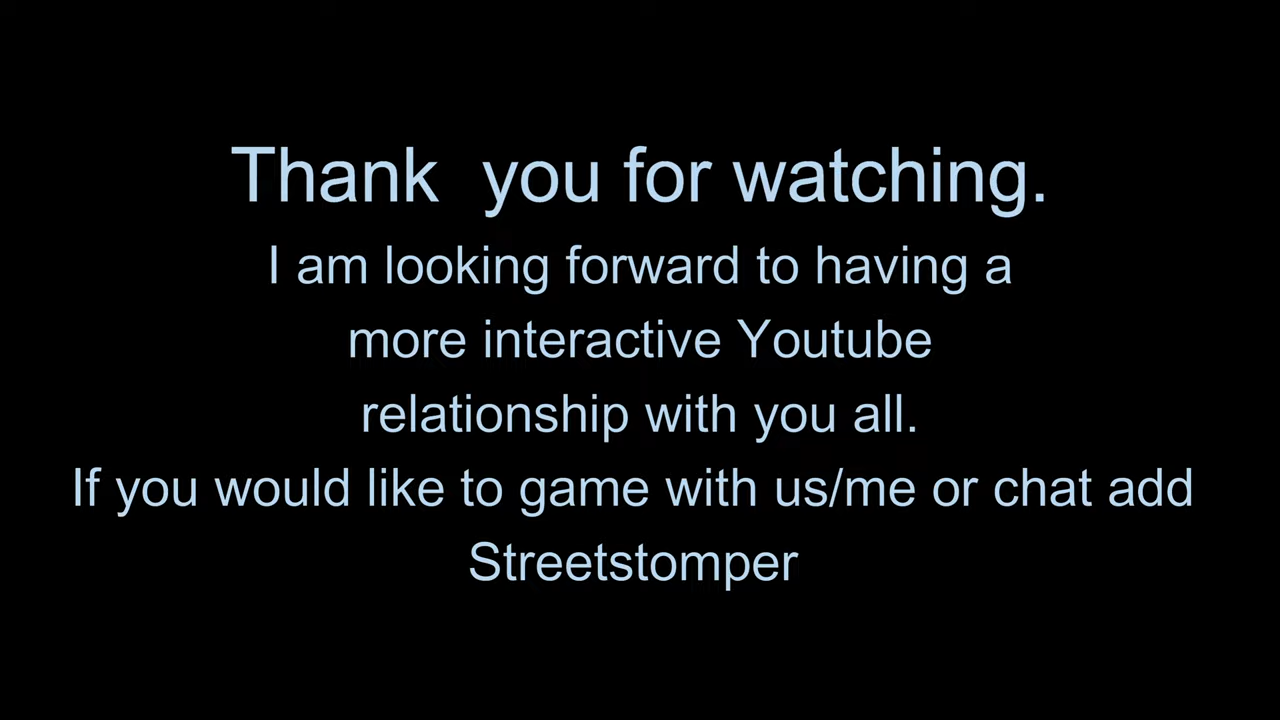 Thank  you for watching.
I am looking forward to having a
more interactive Youtube
relationship with you all.
If you would like to game with us/me or chat add
Streetstomper